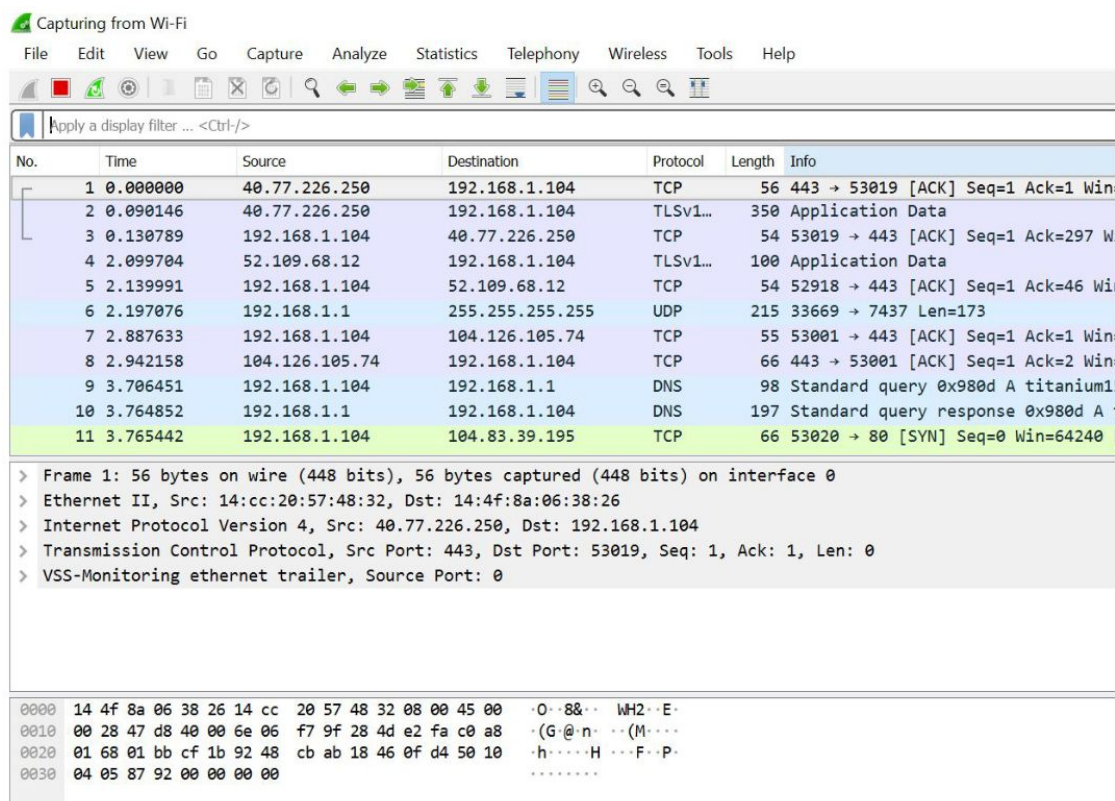 Capturing from Wi-Fi
File Edit View Go Capture Analyze Statistics Telephony Wireless Tools Help
Apply a display filter ... <Ctrl-/>
No. Time Source Destination Protocol Length Info
1 0.000000 40.77.226.250 192.168.1.104 TCP 56 443 → 53019 [ACK] Seq=1 Ack=1 Win=
2 0.090146 40.77.226.250 192.168.1.104 TLSv1… 350 Application Data
3 0.130789 192.168.1.104 40.77.226.250 TCP 54 53019 → 443 [ACK] Seq=1 Ack=297 W
4 2.099704 52.109.68.12 192.168.1.104 TLSv1… 100 Application Data
5 2.139991 192.168.1.104 52.109.68.12 TCP 54 52918 → 443 [ACK] Seq=1 Ack=46 Win
6 2.197076 192.168.1.1 255.255.255.255 UDP 215 33669 → 7437 Len=173
7 2.887633 192.168.1.104 104.126.105.74 TCP 55 53001 → 443 [ACK] Seq=1 Ack=1 Win=
8 2.942158 104.126.105.74 192.168.1.104 TCP 66 443 → 53001 [ACK] Seq=1 Ack=2 Win=
9 3.706451 192.168.1.104 192.168.1.1 DNS 98 Standard query 0x980d A titanium1
10 3.764852 192.168.1.1 192.168.1.104 DNS 197 Standard query response 0x980d A
11 3.765442 192.168.1.104 104.83.39.195 TCP 66 53020 → 80 [SYN] Seq=0 Win=64240
> Frame 1: 56 bytes on wire (448 bits), 56 bytes captured (448 bits) on interface 0
> Ethernet II, Src: 14:cc:20:57:48:32, Dst: 14:4f:8a:06:38:26
> Internet Protocol Version 4, Src: 40.77.226.250, Dst: 192.168.1.104
> Transmission Control Protocol, Src Port: 443, Dst Port: 53019, Seq: 1, Ack: 1, Len: 0
> VSS-Monitoring ethernet trailer, Source Port: 0
0000 14 4f 8a 06 38 26 14 cc 20 57 48 32 08 00 45 00 ·O··8&·· WH2··E·
0010 00 28 47 d8 40 00 6e 06 f7 9f 28 4d e2 fa c0 a8 ·(G·@·n· ··(M····
0020 01 68 01 bb cf 1b 92 48 cb ab 18 46 0f d4 50 10 ·h·····H ···F··P·
0030 04 05 87 92 00 00 00 00 ········